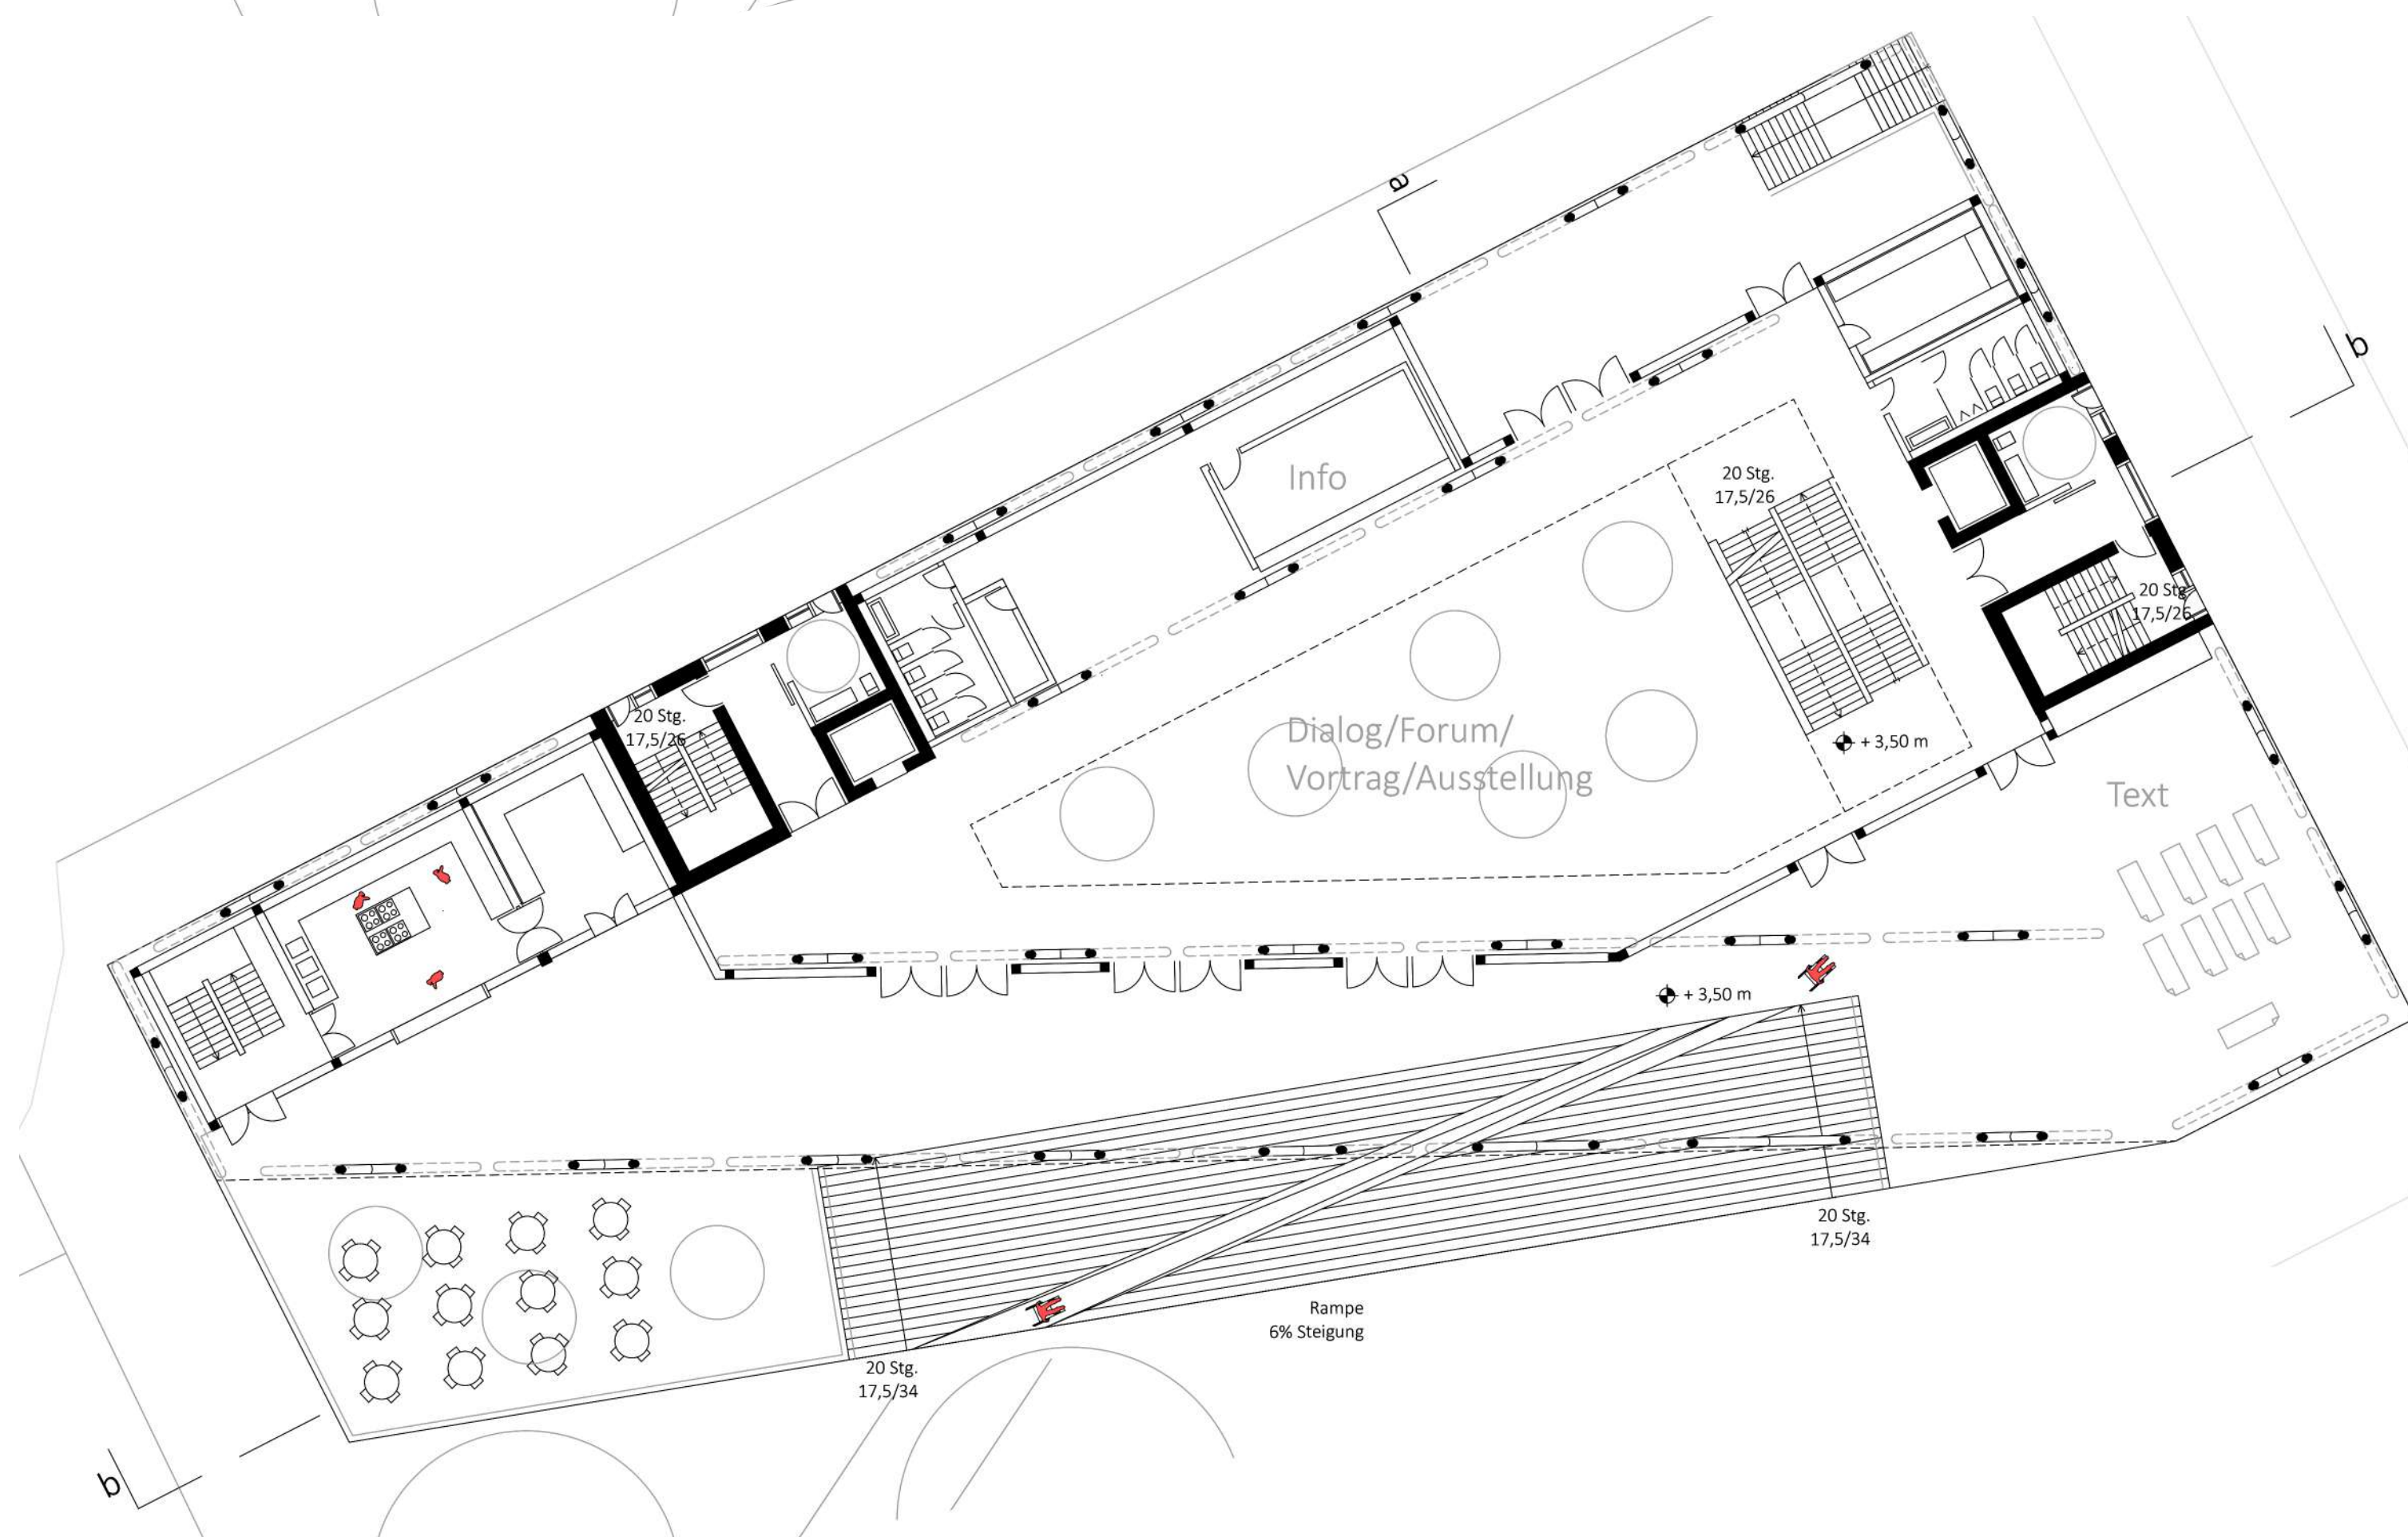 a
b
20 Stg.
17,5/26
Info
20 Stg.
17,5/26
20 Stg.
17,5/26
Dialog/Forum/
Vortrag/Ausstellung
+ 3,50 m
Text
+ 3,50 m
20 Stg.
17,5/34
Rampe
6% Steigung
20 Stg.
17,5/34
b